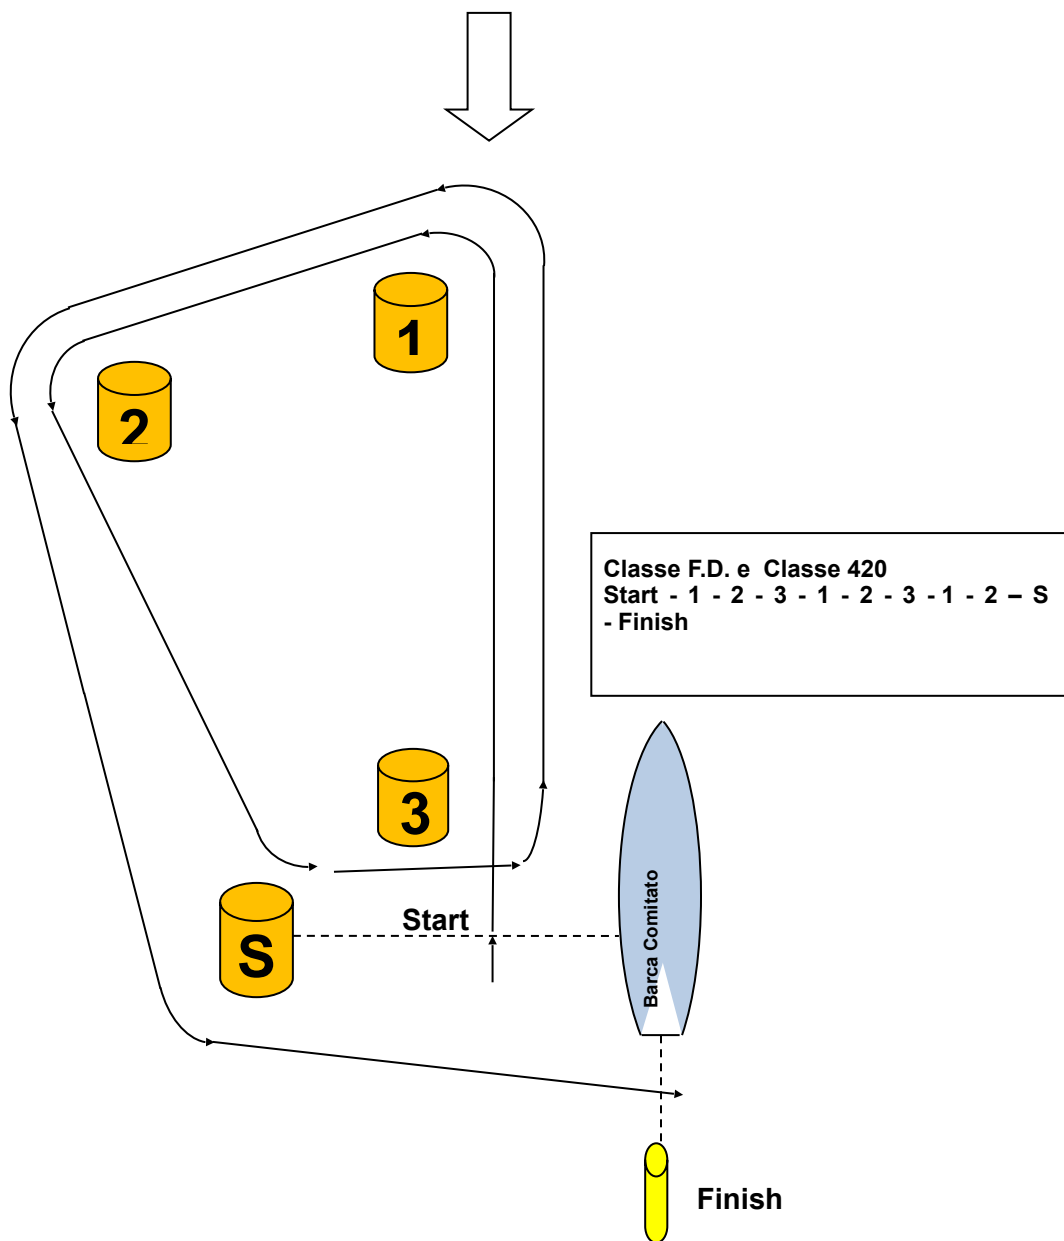 1
2
Classe F.D. e Classe 420
Start - 1 - 2 - 3 - 1 - 2 - 3 - 1 - 2 – S
- Finish
3
Start
S
Barca Comitato
Finish